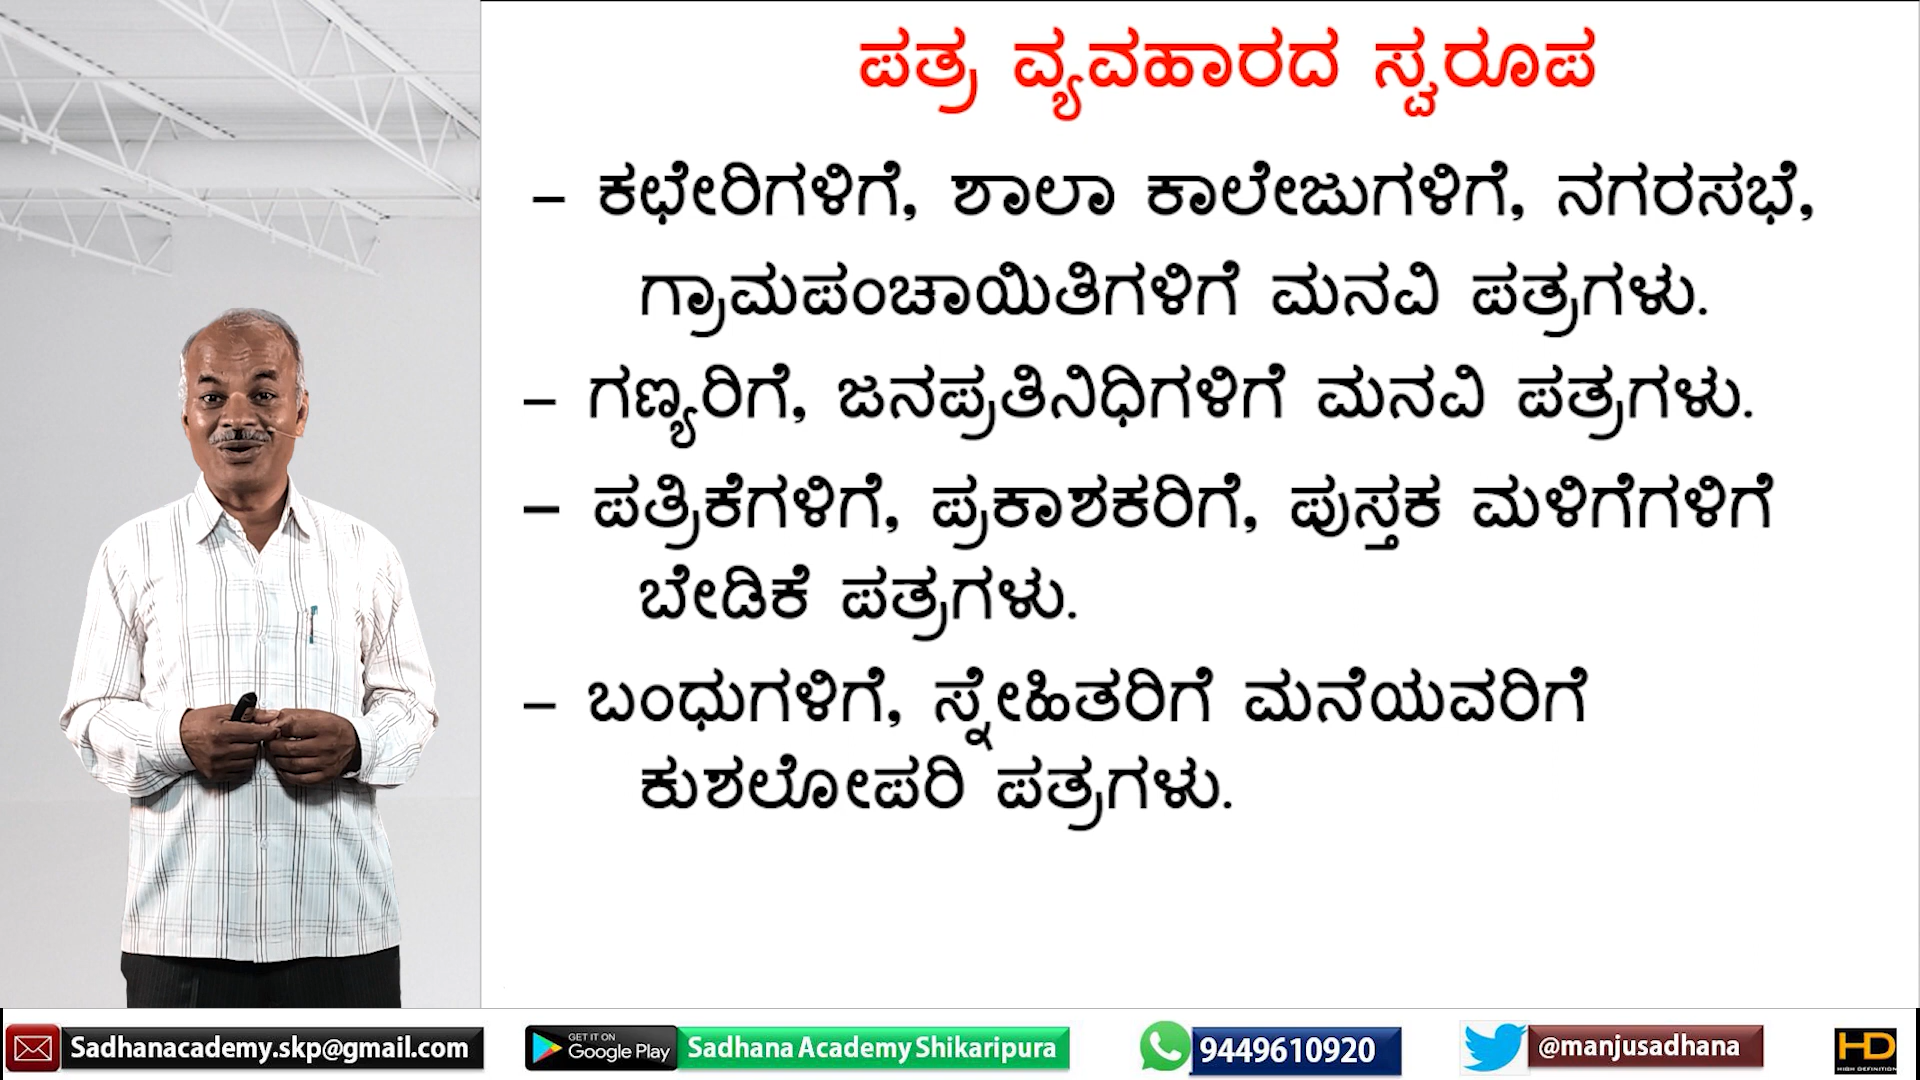 ಪತ್ರ ವ್ಯವಹಾರದ ಸ್ವರೂಪ
– ಕಛೇರಿಗಳಿಗೆ, ಶಾಲಾ ಕಾಲೇಜುಗಳಿಗೆ, ನಗರಸಭೆ,
ಗ್ರಾಮಪಂಚಾಯಿತಿಗಳಿಗೆ ಮನವಿ ಪತ್ರಗಳು.
– ಗಣ್ಯರಿಗೆ, ಜನಪ್ರತಿನಿಧಿಗಳಿಗೆ ಮನವಿ ಪತ್ರಗಳು.
– ಪತ್ರಿಕೆಗಳಿಗೆ, ಪ್ರಕಾಶಕರಿಗೆ, ಪುಸ್ತಕ ಮಳಿಗೆಗಳಿಗೆ
ಬೇಡಿಕೆ ಪತ್ರಗಳು.
– ಬಂಧುಗಳಿಗೆ, ಸ್ನೇಹಿತರಿಗೆ ಮನೆಯವರಿಗೆ
ಕುಶಲೋಪರಿ ಪತ್ರಗಳು.
Sadhanacademy.skp@gmail.com
GET IT ON
Google Play
Sadhana Academy Shikaripura
9449610920
@manjusadhana
HD
HIGH DEFINITION